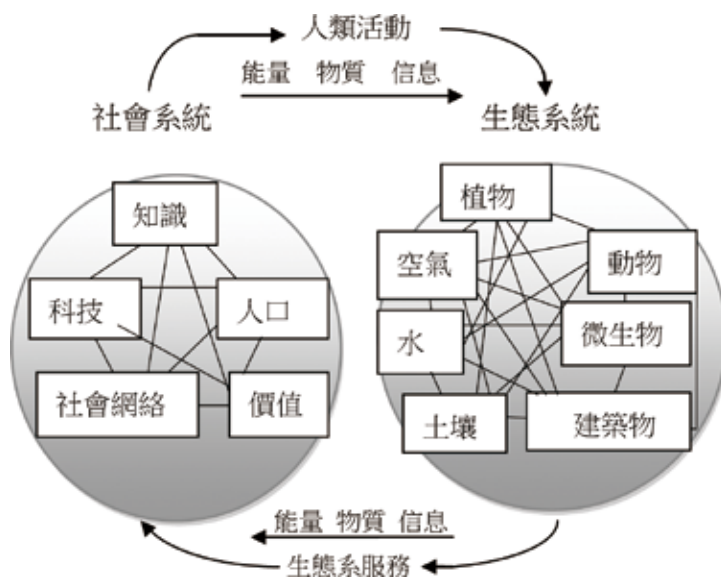 人類活動
能量 物質 信息
社會系統 生態系統
知識
科技 人口
社會網絡 價值
植物
空氣 動物
水 微生物
土壤 建築物
能量 物質 信息
生態系服務